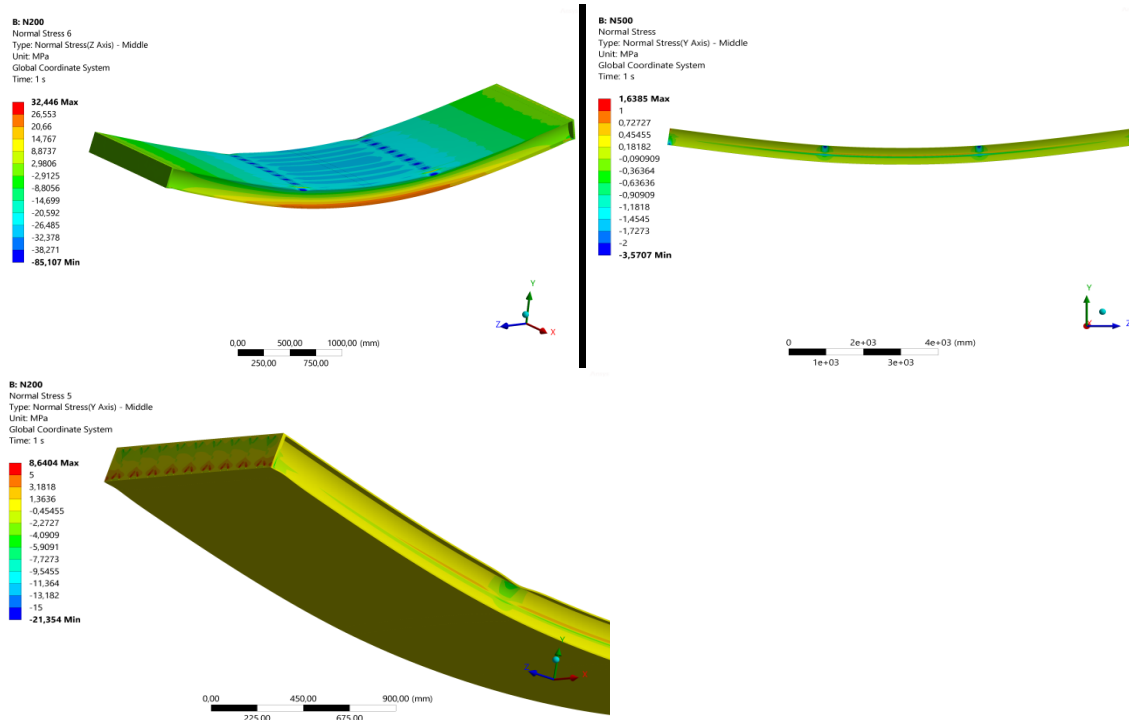 B: N200
Normal Stress 6
Type: Normal Stress(Z Axis) - Middle
Unit: MPa
Global Coordinate System
Time: 1 s
32,446 Max
26,553
20,66
14,767
8,8737
2,9806
-2,9125
-8,8056
-14,699
-20,592
-26,485
-32,378
-38,271
-85,107 Min
Y
Z
X
0,00 500,00 1000,00 (mm)
250,00 750,00
B: N500
Normal Stress
Type: Normal Stress(Y Axis) - Middle
Unit: MPa
Global Coordinate System
Time: 1 s
1,6385 Max
1
0,72727
0,45455
0,18182
-0,090909
-0,36364
-0,63636
-0,90909
-1,1818
-1,4545
-1,7273
-2
-3,5707 Min
Y
X
Z
0 2e+03 4e+03 (mm)
1e+03 3e+03
B: N200
Normal Stress 5
Type: Normal Stress(Y Axis) - Middle
Unit: MPa
Global Coordinate System
Time: 1 s
8,6404 Max
5
3,1818
1,3636
-0,45455
-2,2727
-4,0909
-5,9091
-7,7273
-9,5455
-11,364
-13,182
-15
-21,354 Min
Y
Z
X
0,00 450,00 900,00 (mm)
225,00 675,00